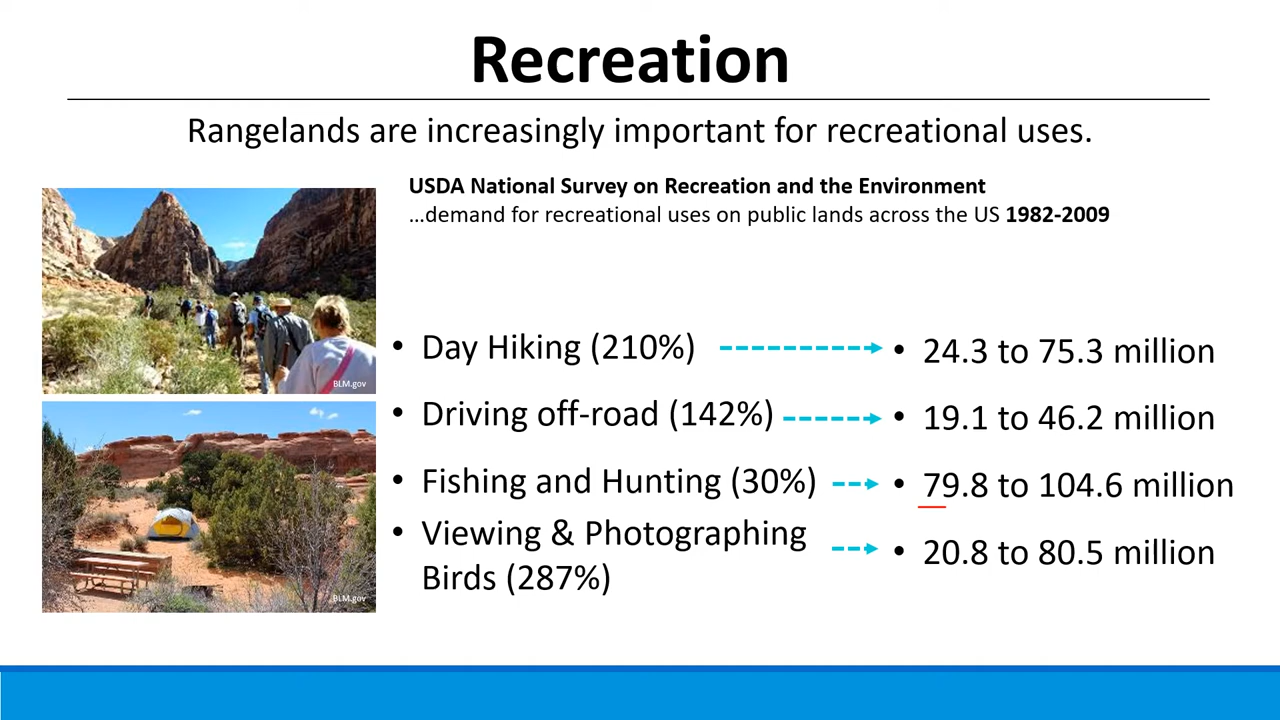 Recreation
Rangelands are increasingly important for recreational uses.
USDA National Survey on Recreation and the Environment
...demand for recreational uses on public lands across the US 1982-2009
• Day Hiking (210%)
• 24.3 to 75.3 million
• Driving off-road (142%)
• 19.1 to 46.2 million
• Fishing and Hunting (30%)
• 79.8 to 104.6 million
• Viewing & Photographing
Birds (287%)
• 20.8 to 80.5 million
BLM.gov
BLM.gov